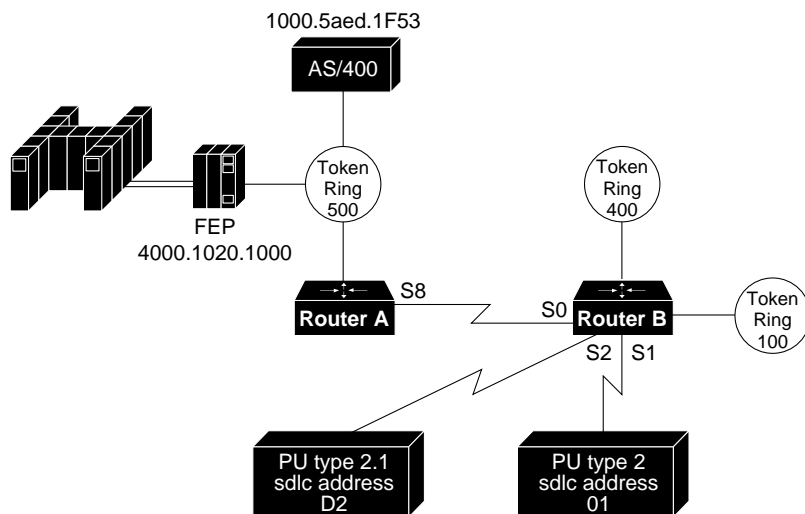 1000.5aed.1F53
AS/400
Token
Ring
500
FEP
4000.1020.1000
Token
Ring
400
S8
Router A
S0
Router B
S2
S1
Token
Ring
100
PU type 2.1
sdlc address
D2
PU type 2
sdlc address
01